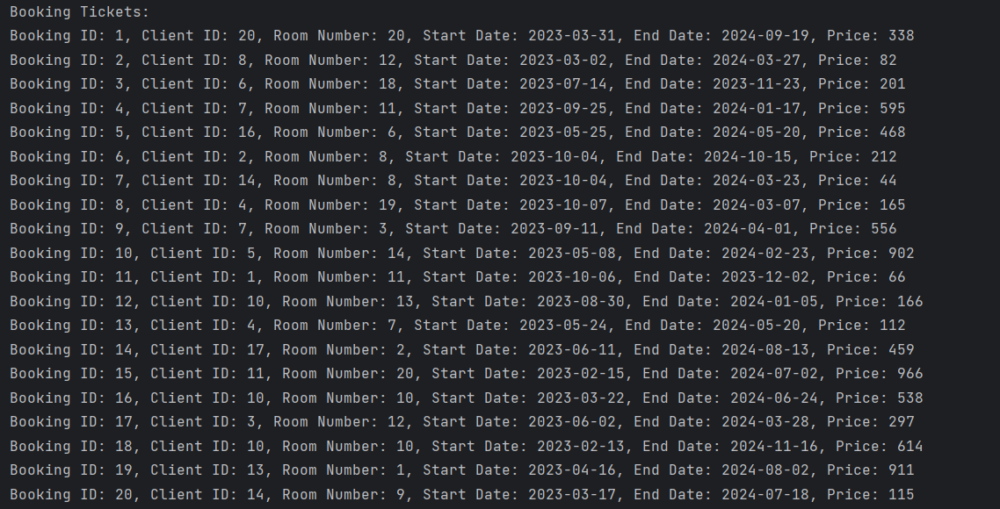 Booking Tickets:
Booking ID: 1, Client ID: 20, Room Number: 20, Start Date: 2023-03-31, End Date: 2024-09-19, Price: 338
Booking ID: 2, Client ID: 8, Room Number: 12, Start Date: 2023-03-02, End Date: 2024-03-27, Price: 82
Booking ID: 3, Client ID: 6, Room Number: 18, Start Date: 2023-07-14, End Date: 2023-11-23, Price: 201
Booking ID: 4, Client ID: 7, Room Number: 11, Start Date: 2023-09-25, End Date: 2024-01-17, Price: 595
Booking ID: 5, Client ID: 16, Room Number: 6, Start Date: 2023-05-25, End Date: 2024-05-20, Price: 468
Booking ID: 6, Client ID: 2, Room Number: 8, Start Date: 2023-10-04, End Date: 2024-10-15, Price: 212
Booking ID: 7, Client ID: 14, Room Number: 8, Start Date: 2023-10-04, End Date: 2024-03-23, Price: 44
Booking ID: 8, Client ID: 4, Room Number: 19, Start Date: 2023-10-07, End Date: 2024-03-07, Price: 165
Booking ID: 9, Client ID: 7, Room Number: 3, Start Date: 2023-09-11, End Date: 2024-04-01, Price: 556
Booking ID: 10, Client ID: 5, Room Number: 14, Start Date: 2023-05-08, End Date: 2024-02-23, Price: 902
Booking ID: 11, Client ID: 1, Room Number: 11, Start Date: 2023-10-06, End Date: 2023-12-02, Price: 66
Booking ID: 12, Client ID: 10, Room Number: 13, Start Date: 2023-08-30, End Date: 2024-01-05, Price: 166
Booking ID: 13, Client ID: 4, Room Number: 7, Start Date: 2023-05-24, End Date: 2024-05-20, Price: 112
Booking ID: 14, Client ID: 17, Room Number: 2, Start Date: 2023-06-11, End Date: 2024-08-13, Price: 459
Booking ID: 15, Client ID: 11, Room Number: 20, Start Date: 2023-02-15, End Date: 2024-07-02, Price: 966
Booking ID: 16, Client ID: 10, Room Number: 10, Start Date: 2023-03-22, End Date: 2024-06-24, Price: 538
Booking ID: 17, Client ID: 3, Room Number: 12, Start Date: 2023-06-02, End Date: 2024-03-28, Price: 297
Booking ID: 18, Client ID: 10, Room Number: 10, Start Date: 2023-02-13, End Date: 2024-11-16, Price: 614
Booking ID: 19, Client ID: 13, Room Number: 1, Start Date: 2023-04-16, End Date: 2024-08-02, Price: 911
Booking ID: 20, Client ID: 14, Room Number: 9, Start Date: 2023-03-17, End Date: 2024-07-18, Price: 115